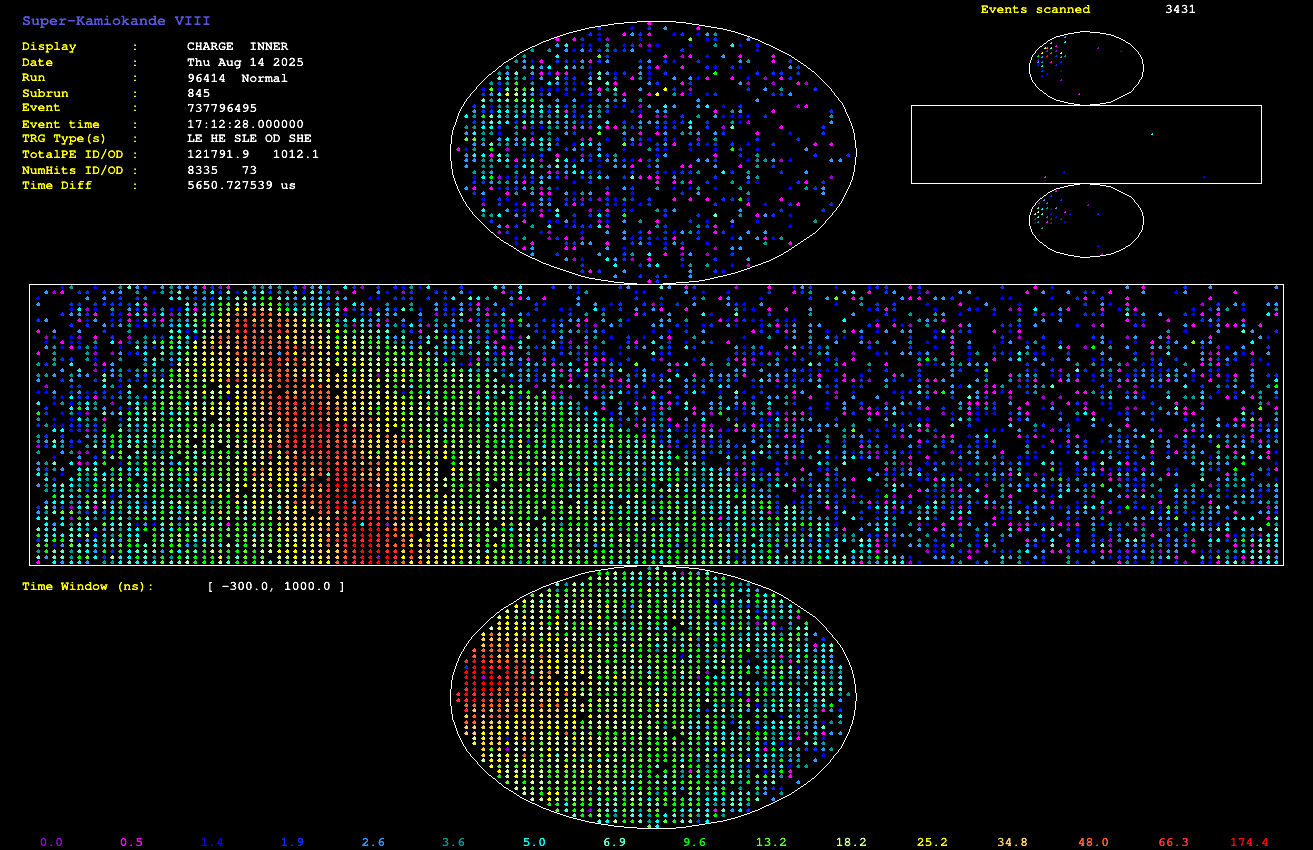 Super-Kamiokande VIII
Display : CHARGE INNER
Date : Thu Aug 14 2025
Run : 96414 Normal
Subrun : 845
Event : 737796495
Event time : 17:12:28.000000
TRG Type(s) : LE HE SLE OD SHE
TotalPE ID/OD : 121791.9 1012.1
NumHits ID/OD : 8335 73
Time Diff : 5650.727539 us
Events scanned 3431
Time Window (ns): [ -300.0, 1000.0 ]
0.0 0.5 1.4 1.9 2.6 3.6 5.0 6.9 9.6 13.2 18.2 25.2 34.8 48.0 66.3 174.4